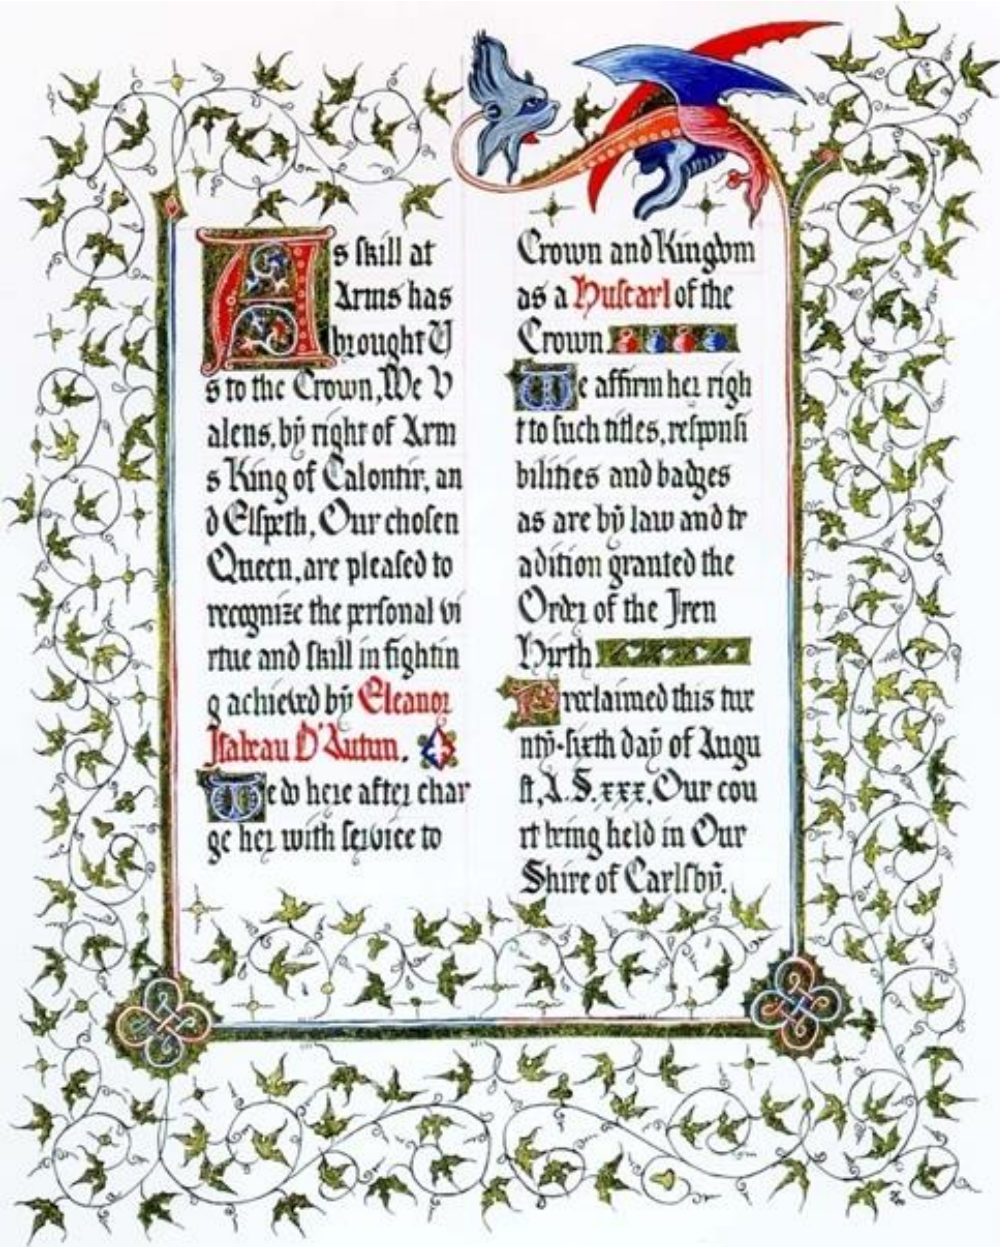 As skill at
Arms has
brought U
s to the Crown, We V
alens, by right of Arm
s King of Calontir, an
d Elspeth, Our chosen
Queen, are pleased to
recognize the personal vi
rtue and skill in fightin
g achieved by Eleanor
Isabeau D'Autun.
We do here after char
ge her with service to
Crown and Kingdom
as a Huscarl of the
Crown
We affirm her righ
t to such titles, responsi
bilities and badges
as are by law and tr
adition granted the
Order of the Iren
Hirth
Proclaimed this twe
nty-sixth day of Augu
st, A.S. xxx. Our cou
rt being held in Our
Shire of Carlsby.